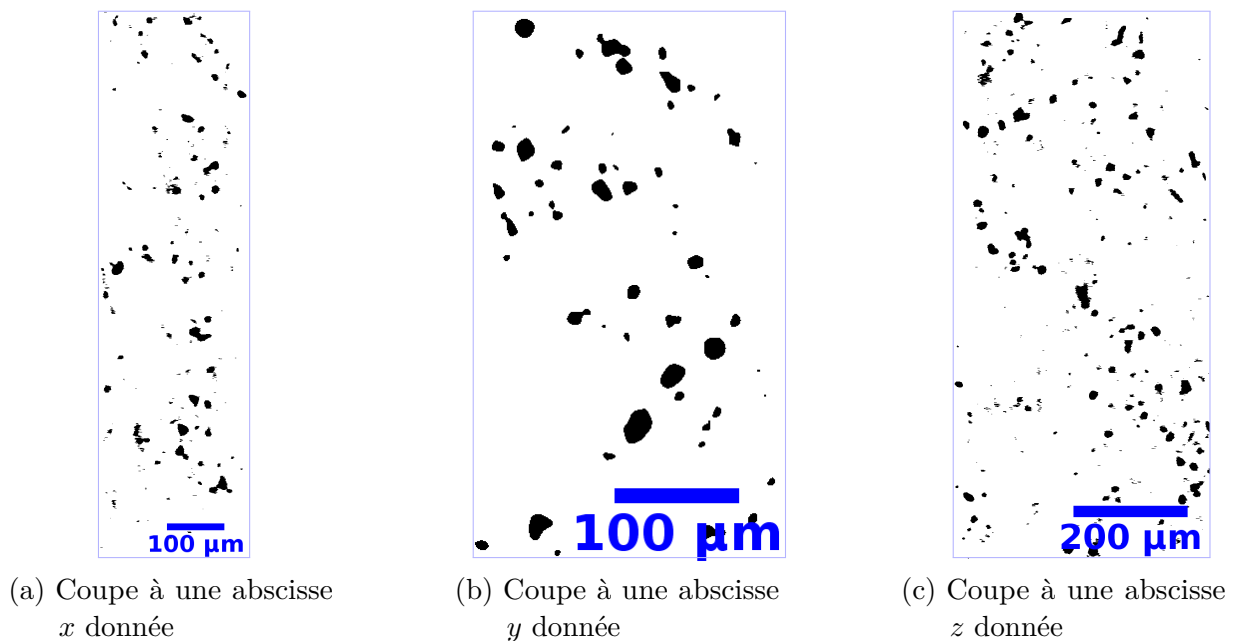 100 µm
100 µm
200 µm
(a) Coupe à une abscisse
x donnée
(b) Coupe à une abscisse
y donnée
(c) Coupe à une abscisse
z donnée